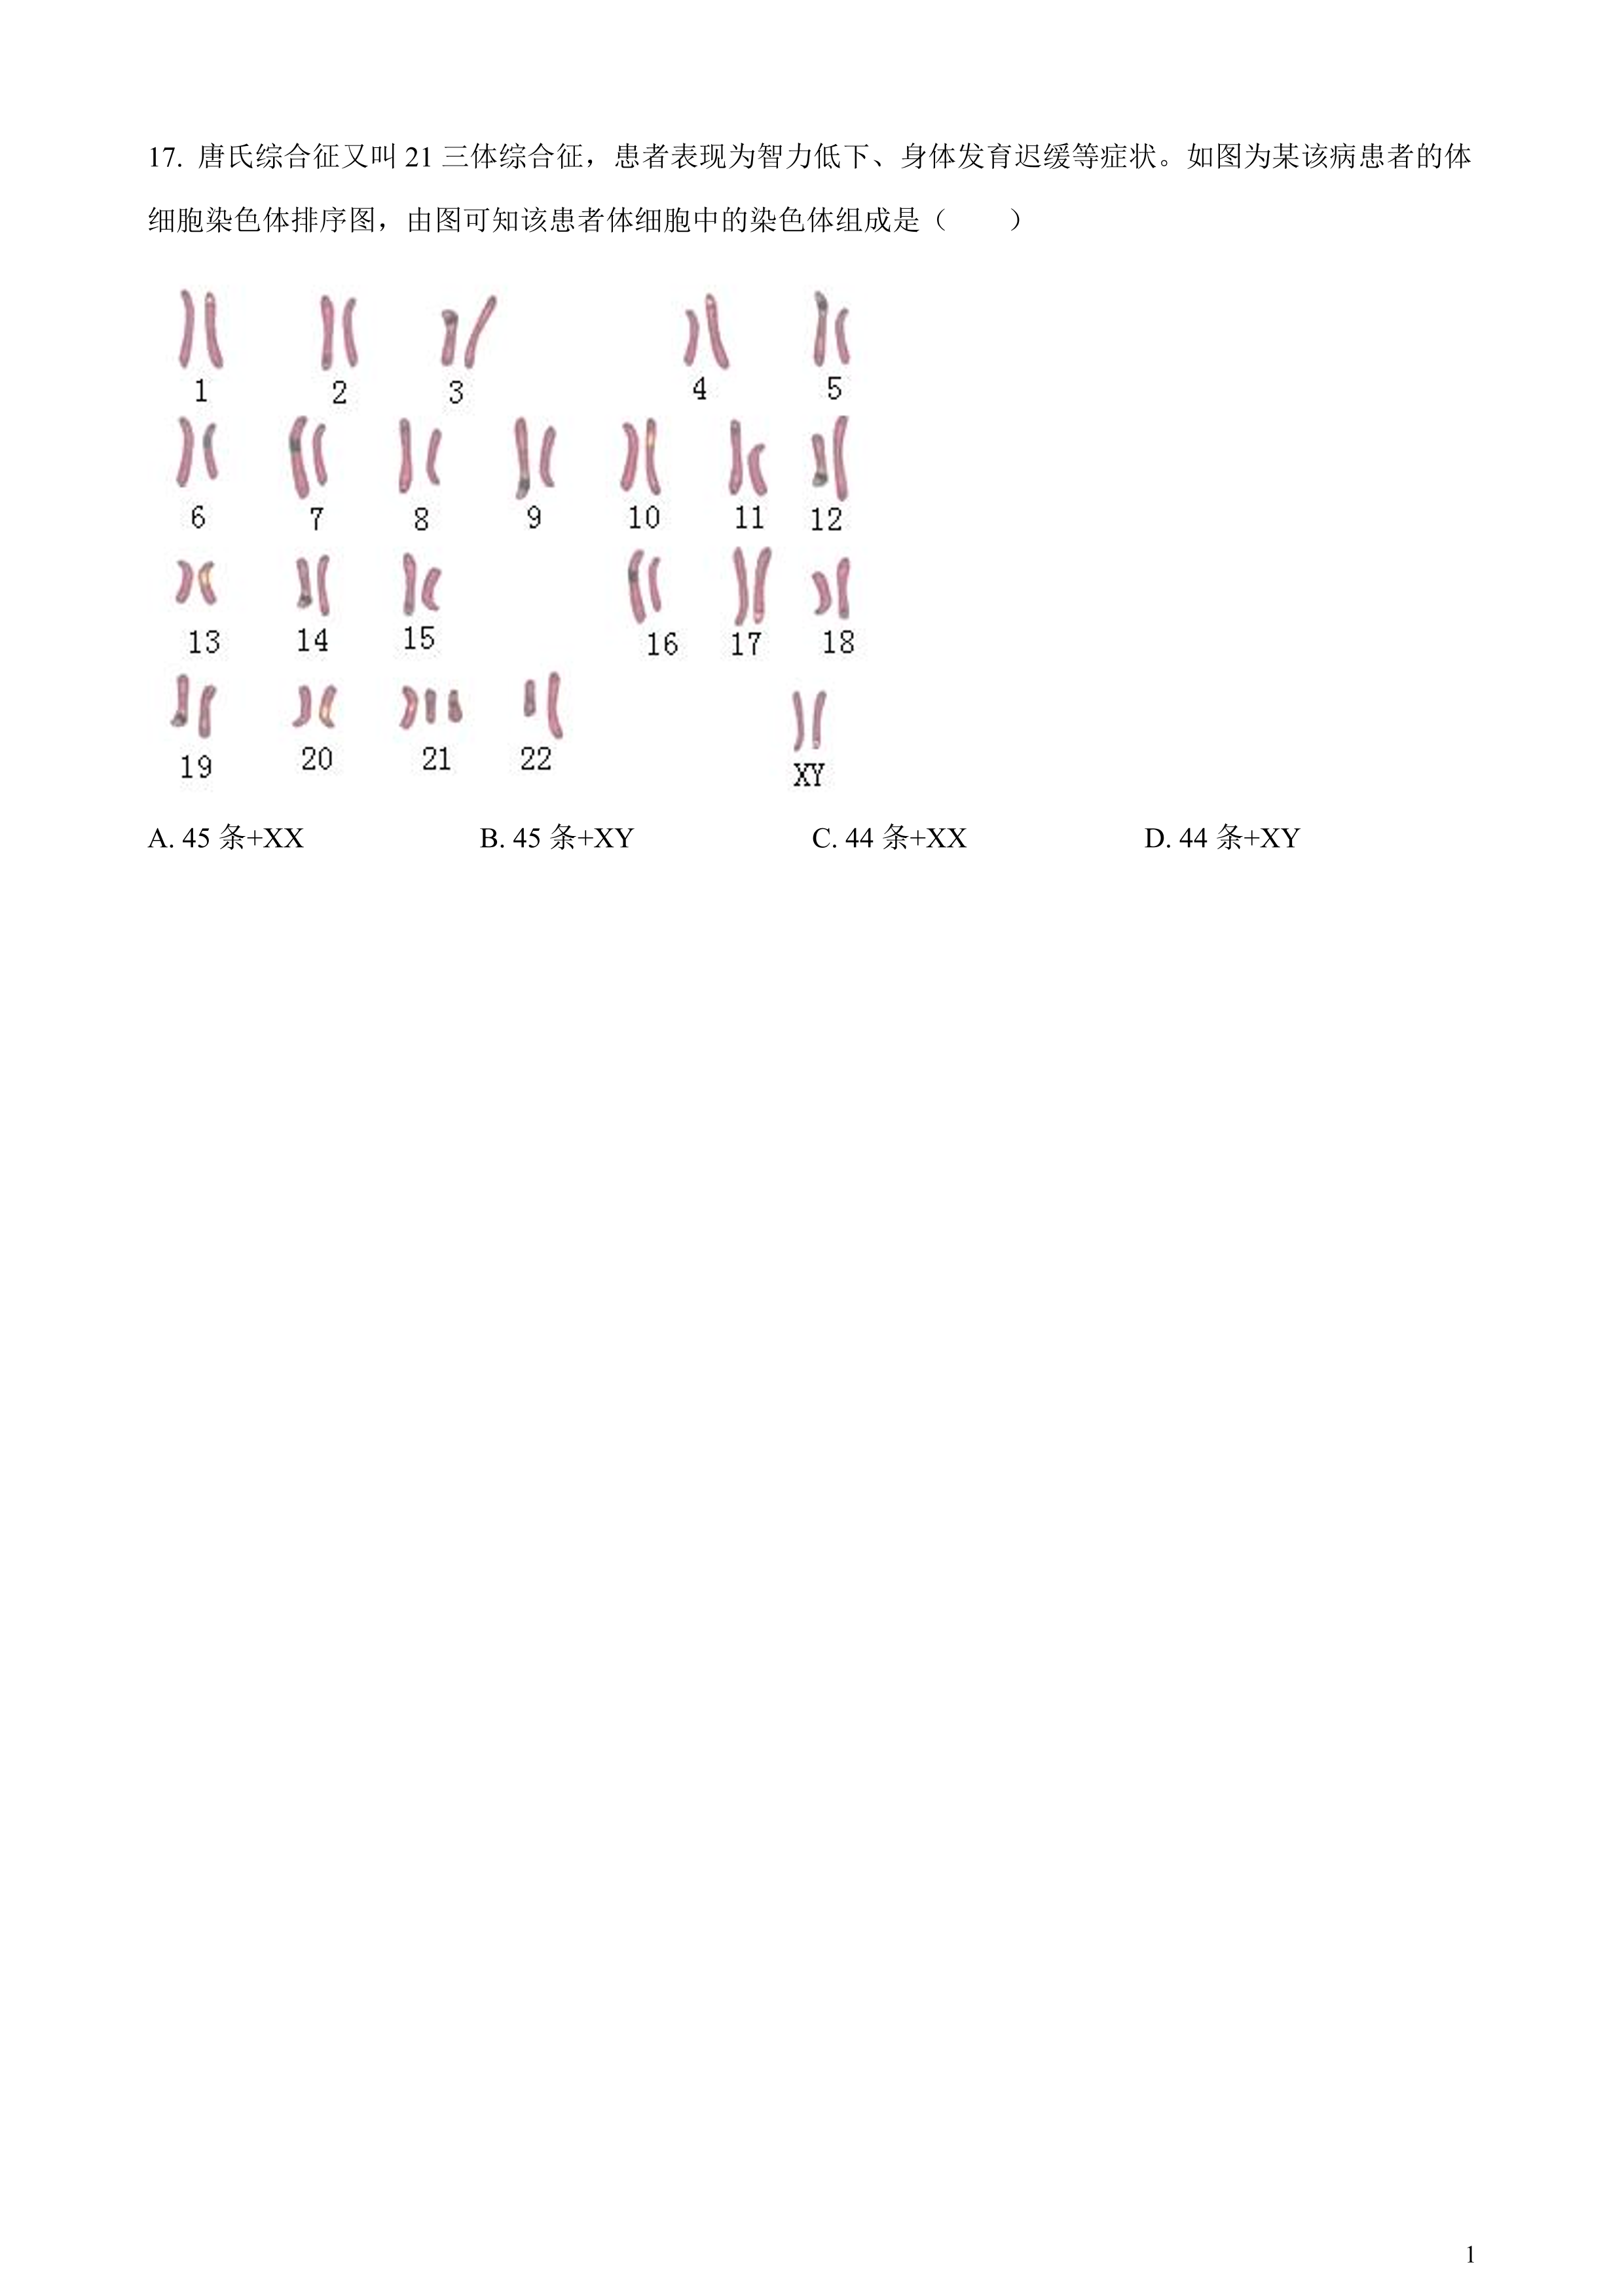 17. 唐氏综合征又叫 21 三体综合征，患者表现为智力低下、身体发育迟缓等症状。如图为某该病患者的体
细胞染色体排序图，由图可知该患者体细胞中的染色体组成是（　　）
1 2 3 4 5
6 7 8 9 10 11 12
13 14 15 16 17 18
19 20 21 22 XY
A. 45 条+XX B. 45 条+XY C. 44 条+XX D. 44 条+XY
1